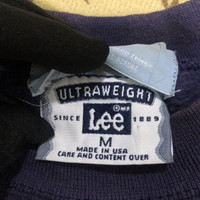 ULTRAWEIGHT
SINCE Lee 1889
M
MADE IN USA
CARE AND CONTENT OVER